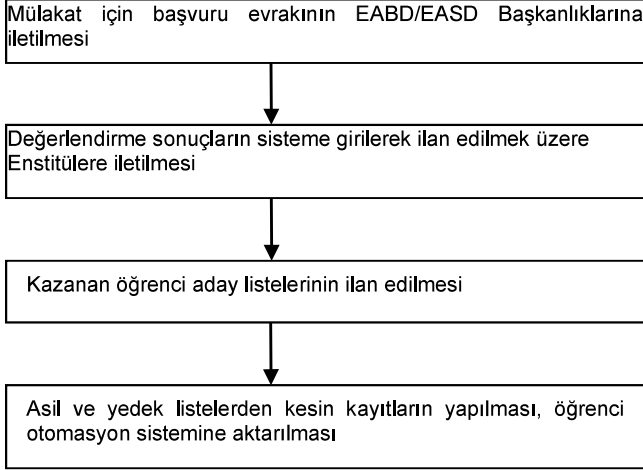 Mülakat için başvuru evrakının EABD/EASD Başkanlıklarına
iletilmesi
Değerlendirme sonuçların sisteme girilerek ilan edilmek üzere
Enstitülere iletilmesi
Kazanan öğrenci aday listelerinin ilan edilmesi
Asil ve yedek listelerden kesin kayıtların yapılması, öğrenci
otomasyon sistemine aktarılması